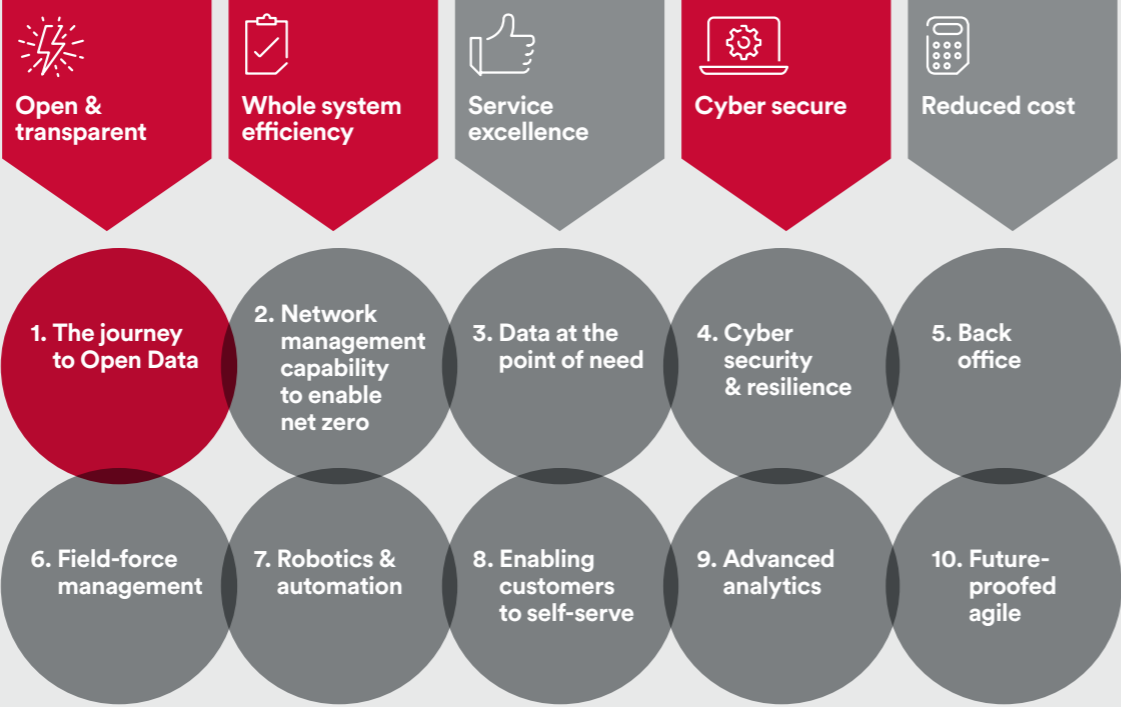 Open &
transparent
Whole system
efficiency
Service
excellence
Cyber secure
Reduced cost
1. The journey
to Open Data
2. Network
management
capability
to enable
net zero
3. Data at the
point of need
4. Cyber
security
& resilience
5. Back
office
6. Field-force
management
7. Robotics &
automation
8. Enabling
customers
to self-serve
9. Advanced
analytics
10. Future-
proofed
agile